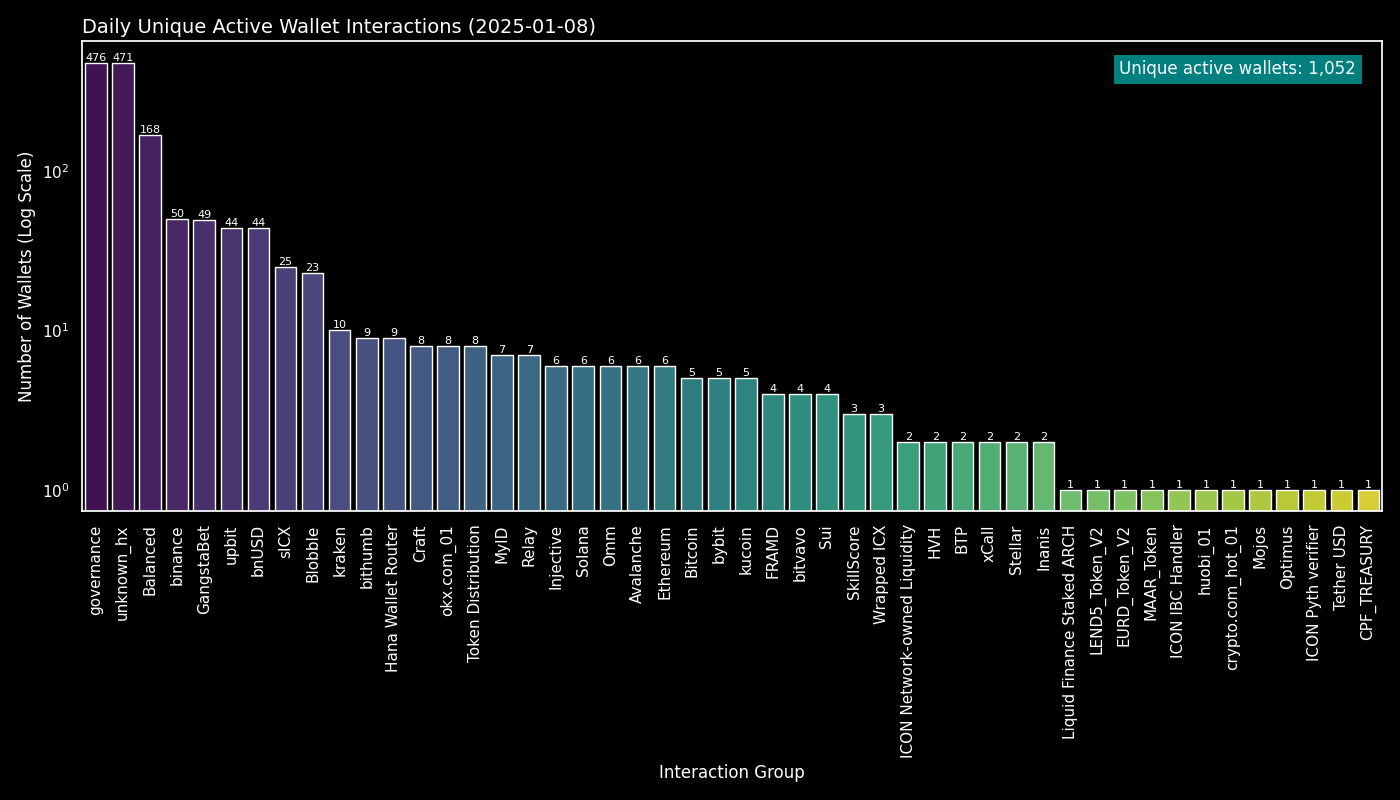 Daily Unique Active Wallet Interactions (2025-01-08)
Unique active wallets: 1,052
Number of Wallets (Log Scale)
10²
10¹
10⁰
476
471
168
50
49
44
44
25
23
10
9
9
8
8
8
7
7
6
6
6
6
6
5
5
5
4
4
4
3
3
2
2
2
2
2
2
1
1
1
1
1
1
1
1
1
1
1
1
governance
unknown_hx
Balanced
binance
GangstaBet
upbit
bnUSD
sICX
Blobble
kraken
bithumb
Hana Wallet Router
Craft
okx.com_01
Token Distribution
MyID
Relay
Injective
Solana
Omm
Avalanche
Ethereum
Bitcoin
bybit
kucoin
FRAMD
bitvavo
Sui
SkillScore
Wrapped ICX
ICON Network-owned Liquidity
HVH
BTP
xCall
Stellar
Inanis
Liquid Finance Staked ARCH
LEND5_Token_V2
EURD_Token_V2
MAAR_Token
ICON IBC Handler
huobi_01
crypto.com_hot_01
Mojos
Optimus
ICON Pyth verifier
Tether USD
CPF_TREASURY
Interaction Group